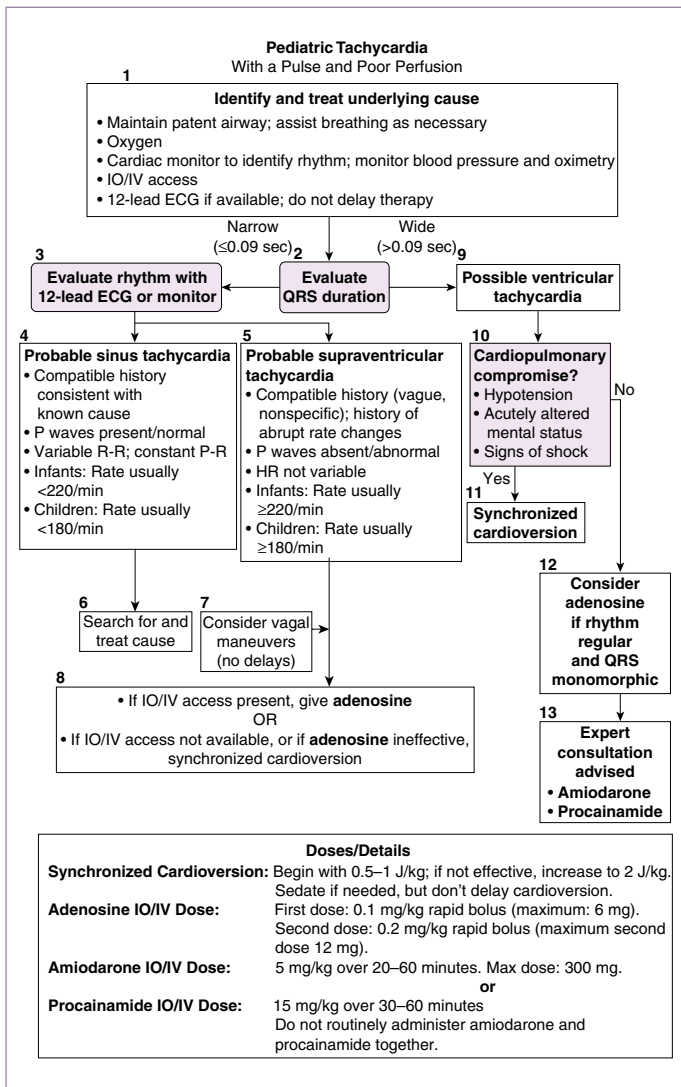 Pediatric Tachycardia
With a Pulse and Poor Perfusion
1
Identify and treat underlying cause
• Maintain patent airway; assist breathing as necessary
• Oxygen
• Cardiac monitor to identify rhythm; monitor blood pressure and oximetry
• IO/IV access
• 12-lead ECG if available; do not delay therapy
Narrow
(≤0.09 sec)
Wide
(>0.09 sec)
2
Evaluate
QRS duration
3
Evaluate rhythm with
12-lead ECG or monitor
4
Probable sinus tachycardia
• Compatible history
consistent with
known cause
• P waves present/normal
• Variable R-R; constant P-R
• Infants: Rate usually
<220/min
• Children: Rate usually
<180/min
5
Probable supraventricular
tachycardia
• Compatible history (vague,
nonspecific); history of
abrupt rate changes
• P waves absent/abnormal
• HR not variable
• Infants: Rate usually
≥220/min
• Children: Rate usually
≥180/min
6
Search for and
treat cause
7
Consider vagal
maneuvers
(no delays)
8
• If IO/IV access present, give adenosine
OR
• If IO/IV access not available, or if adenosine ineffective,
synchronized cardioversion
9
Possible ventricular
tachycardia
10
Cardiopulmonary
compromise?
• Hypotension
• Acutely altered
mental status
• Signs of shock
No
Yes
11
Synchronized
cardioversion
12
Consider
adenosine
if rhythm
regular
and QRS
monomorphic
13
Expert
consultation
advised
• Amiodarone
• Procainamide
Doses/Details
Synchronized Cardioversion: Begin with 0.5–1 J/kg; if not effective, increase to 2 J/kg.
Sedate if needed, but don’t delay cardioversion.
Adenosine IO/IV Dose: First dose: 0.1 mg/kg rapid bolus (maximum: 6 mg).
Second dose: 0.2 mg/kg rapid bolus (maximum second
dose 12 mg).
Amiodarone IO/IV Dose: 5 mg/kg over 20–60 minutes. Max dose: 300 mg.
or
Procainamide IO/IV Dose: 15 mg/kg over 30–60 minutes
Do not routinely administer amiodarone and
procainamide together.